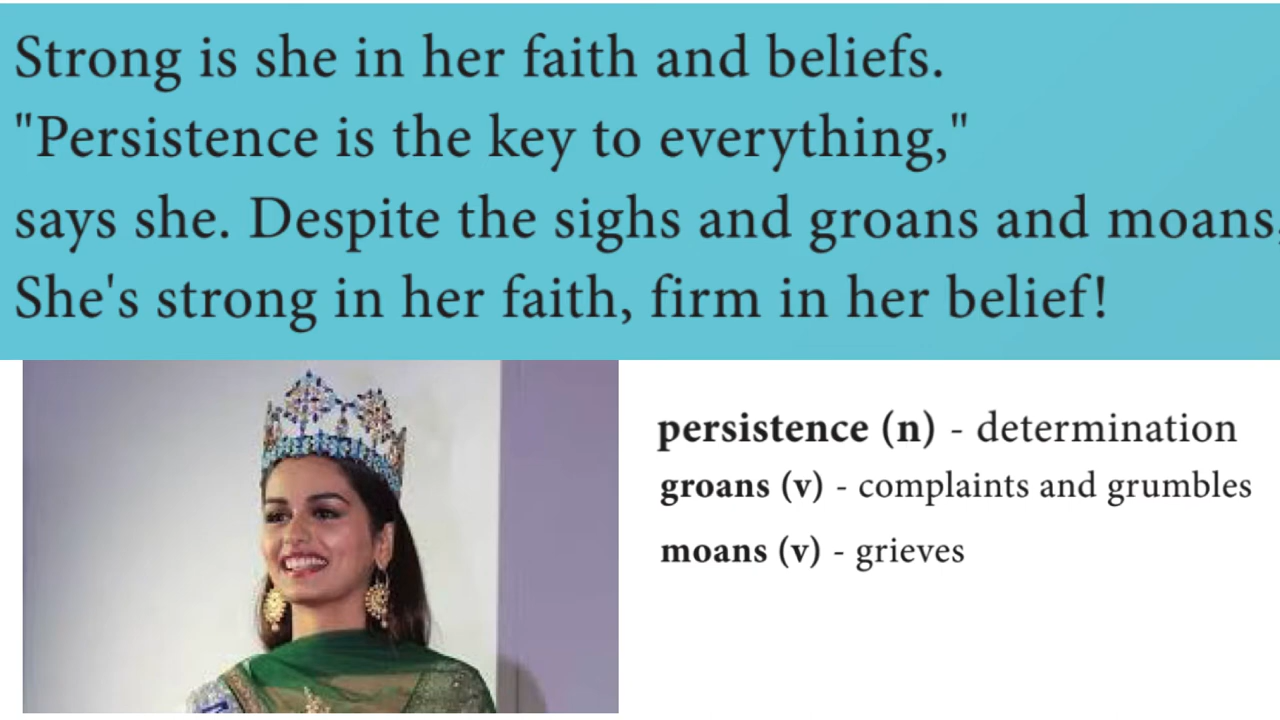 Strong is she in her faith and beliefs.
"Persistence is the key to everything,"
says she. Despite the sighs and groans and moans,
She's strong in her faith, firm in her belief!
persistence (n) - determination
groans (v) - complaints and grumbles
moans (v) - grieves